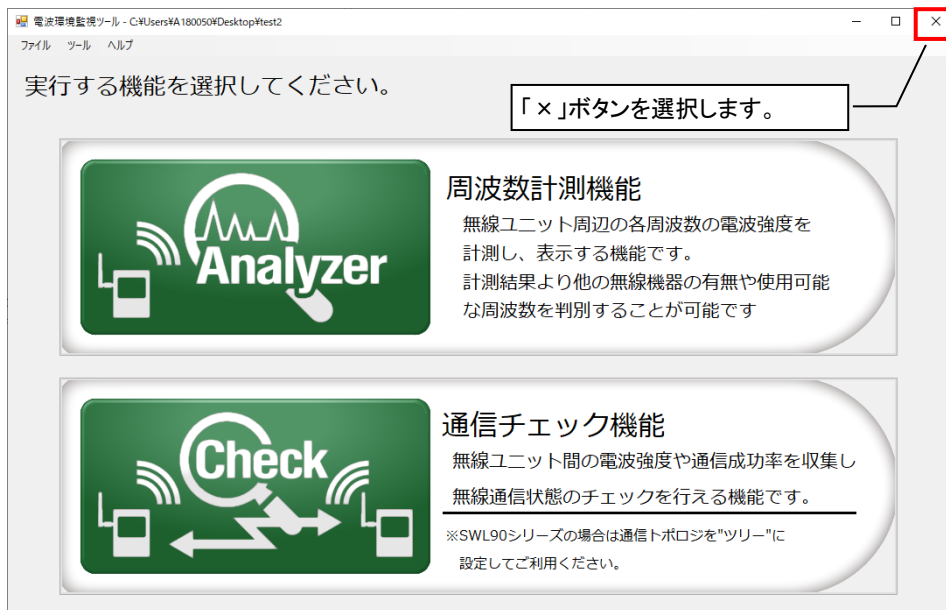 電波環境監視ツール - C:¥Users¥A180050¥Desktop¥test2
ファイル ツール ヘルプ
実行する機能を選択してください。
「×」ボタンを選択します。
Analyzer
周波数計測機能
無線ユニット周辺の各周波数の電波強度を
計測し、表示する機能です。
計測結果より他の無線機器の有無や使用可能
な周波数を判別することが可能です
Check
通信チェック機能
無線ユニット間の電波強度や通信成功率を収集し
無線通信状態のチェックを行える機能です。
※SWL90シリーズの場合は通信トポロジを"ツリー"に
設定してご利用ください。